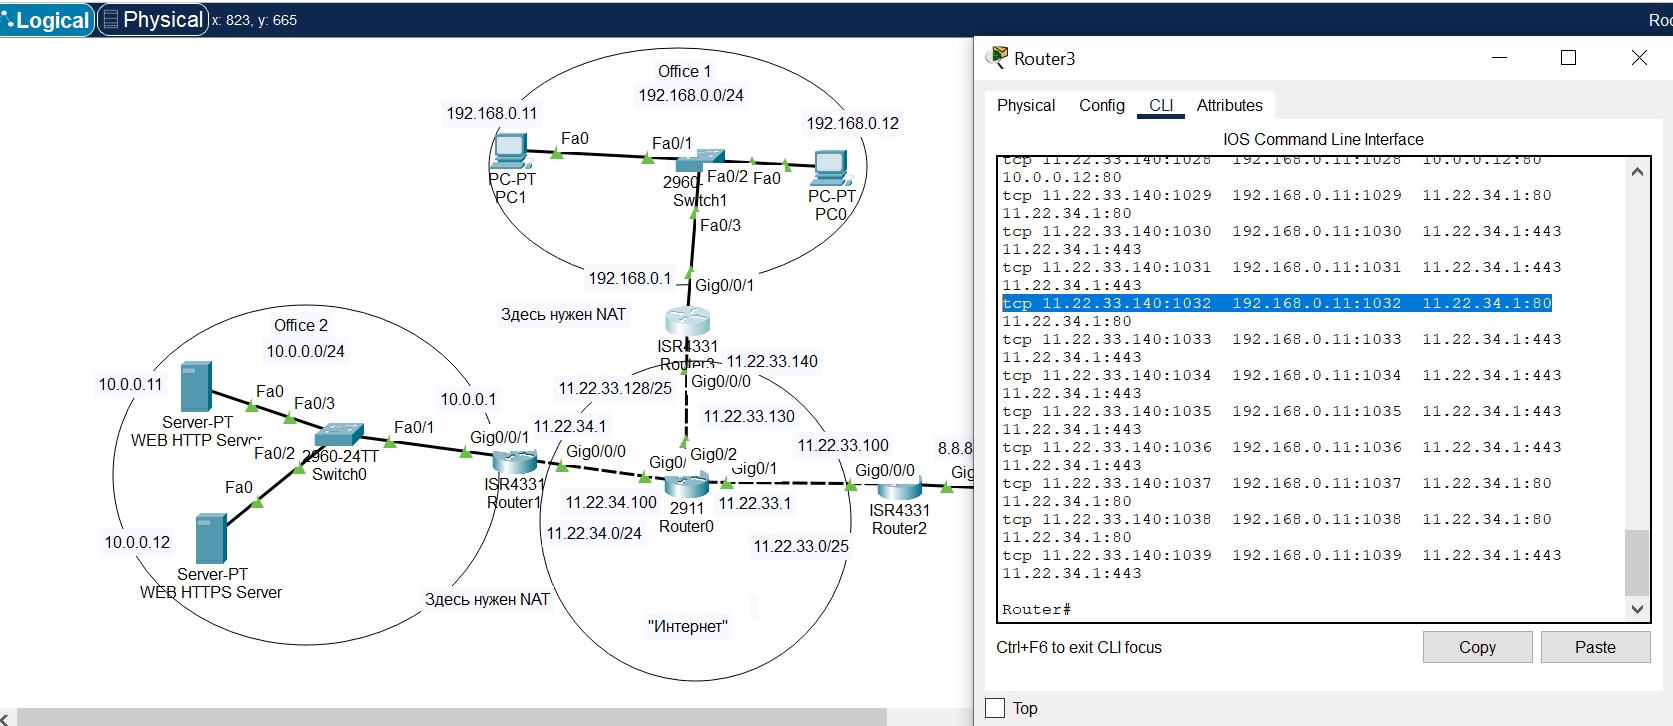 Logical Physical x: 823, y: 665
Office 1
192.168.0.0/24
192.168.0.11
192.168.0.12
Fa0
Fa0/1
Fa0/2 Fa0
PC-PT
PC1
2960-
Switch1
PC-PT
PC0
Fa0/3
192.168.0.1
Gig0/0/1
Здесь нужен NAT
ISR4331
Router3
11.22.33.140
Gig0/0/0
11.22.33.128/25
11.22.33.130
Office 2
10.0.0.0/24
10.0.0.11
Fa0
Fa0/3
10.0.0.1
Server-PT
WEB HTTP Server
Fa0/1
Fa0/2
2960-24TT
Switch0
Fa0
10.0.0.12
Server-PT
WEB HTTPS Server
Gig0/0/1
11.22.34.1
Gig0/0/0
ISR4331
Router1
11.22.34.100
11.22.34.0/24
Gig0/
Gig0/2
Gig0/1
2911
Router0
11.22.33.1
11.22.33.100
Gig0/0/0
8.8.8
Gig
ISR4331
Router2
11.22.33.0/25
Здесь нужен NAT
"Интернет"
Router3
Physical Config CLI Attributes
IOS Command Line Interface
tcp 11.22.33.140:1028 192.168.0.11:1028 10.0.0.12:80
10.0.0.12:80
tcp 11.22.33.140:1029 192.168.0.11:1029 11.22.34.1:80
11.22.34.1:80
tcp 11.22.33.140:1030 192.168.0.11:1030 11.22.34.1:443
11.22.34.1:443
tcp 11.22.33.140:1031 192.168.0.11:1031 11.22.34.1:443
11.22.34.1:443
tcp 11.22.33.140:1032 192.168.0.11:1032 11.22.34.1:80
11.22.34.1:80
tcp 11.22.33.140:1033 192.168.0.11:1033 11.22.34.1:443
11.22.34.1:443
tcp 11.22.33.140:1034 192.168.0.11:1034 11.22.34.1:443
11.22.34.1:443
tcp 11.22.33.140:1035 192.168.0.11:1035 11.22.34.1:443
11.22.34.1:443
tcp 11.22.33.140:1036 192.168.0.11:1036 11.22.34.1:443
11.22.34.1:443
tcp 11.22.33.140:1037 192.168.0.11:1037 11.22.34.1:80
11.22.34.1:80
tcp 11.22.33.140:1038 192.168.0.11:1038 11.22.34.1:80
11.22.34.1:80
tcp 11.22.33.140:1039 192.168.0.11:1039 11.22.34.1:443
11.22.34.1:443
Router#
Ctrl+F6 to exit CLI focus
Copy Paste
Top